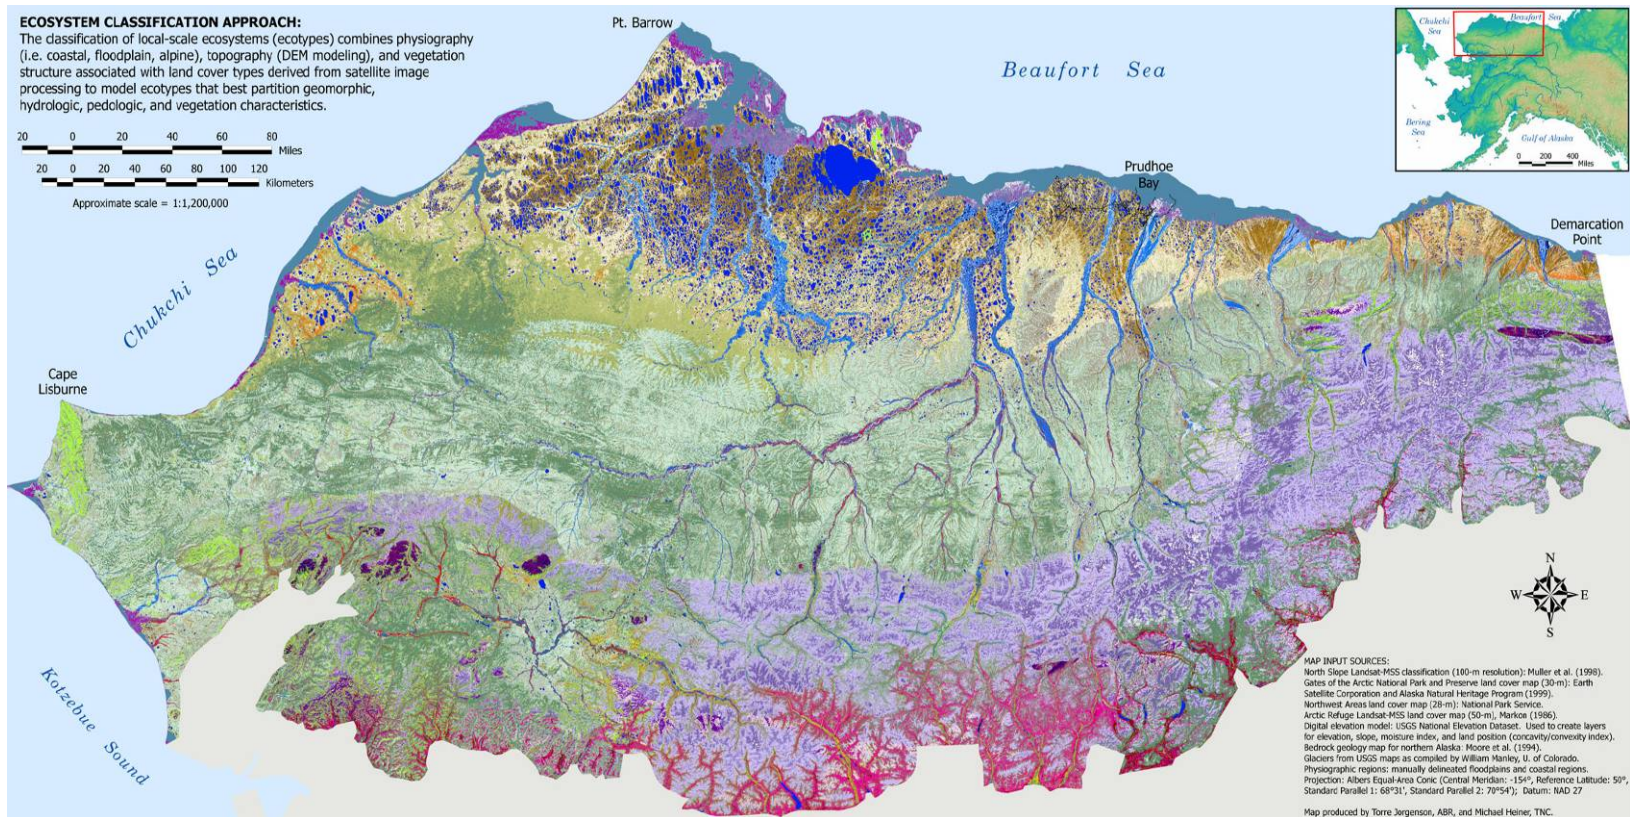 ECOSYSTEM CLASSIFICATION APPROACH:
The classification of local-scale ecosystems (ecotypes) combines physiography
(i.e. coastal, floodplain, alpine), topography (DEM modeling), and vegetation
structure associated with land cover types derived from satellite image
processing to model ecotypes that best partition geomorphic,
hydrologic, pedologic, and vegetation characteristics.
20 0 20 40 60 80
Miles
20 0 20 40 60 80 100 120
Kilometers
Approximate scale = 1:1,200,000
Pt. Barrow
Beaufort Sea
Chukchi
Sea
Beaufort Sea
Bering
Sea
Gulf of Alaska
0 200 400
Miles
Prudhoe
Bay
Demarcation
Point
Chukchi Sea
Cape
Lisburne
Kotzebue Sound
N
W E
S
MAP INPUT SOURCES:
North Slope Landsat-MSS classification (100-m resolution): Muller et al. (1998).
Gates of the Arctic National Park and Preserve land cover map (30-m): Earth
Satellite Corporation and Alaska Natural Heritage Program (1999).
Northwest Areas land cover map (28-m): National Park Service.
Arctic Refuge Landsat-MSS land cover map (50-m), Markon (1986).
Digital elevation model: USGS National Elevation Dataset. Used to create layers
for elevation, slope, moisture index, and land position (concavity/convexity index).
Bedrock geology map for northern Alaska: Moore et al. (1994).
Glaciers from USGS maps as compiled by William Manley, U. of Colorado.
Physiographic regions: manually delineated floodplains and coastal regions.
Projection: Albers Equal-Area Conic (Central Meridian: -154°, Reference Latitude: 50°,
Standard Parallel 1: 68°31', Standard Parallel 2: 70°54'); Datum: NAD 27
Map produced by Torre Jorgenson, ABR, and Michael Heiner, TNC.